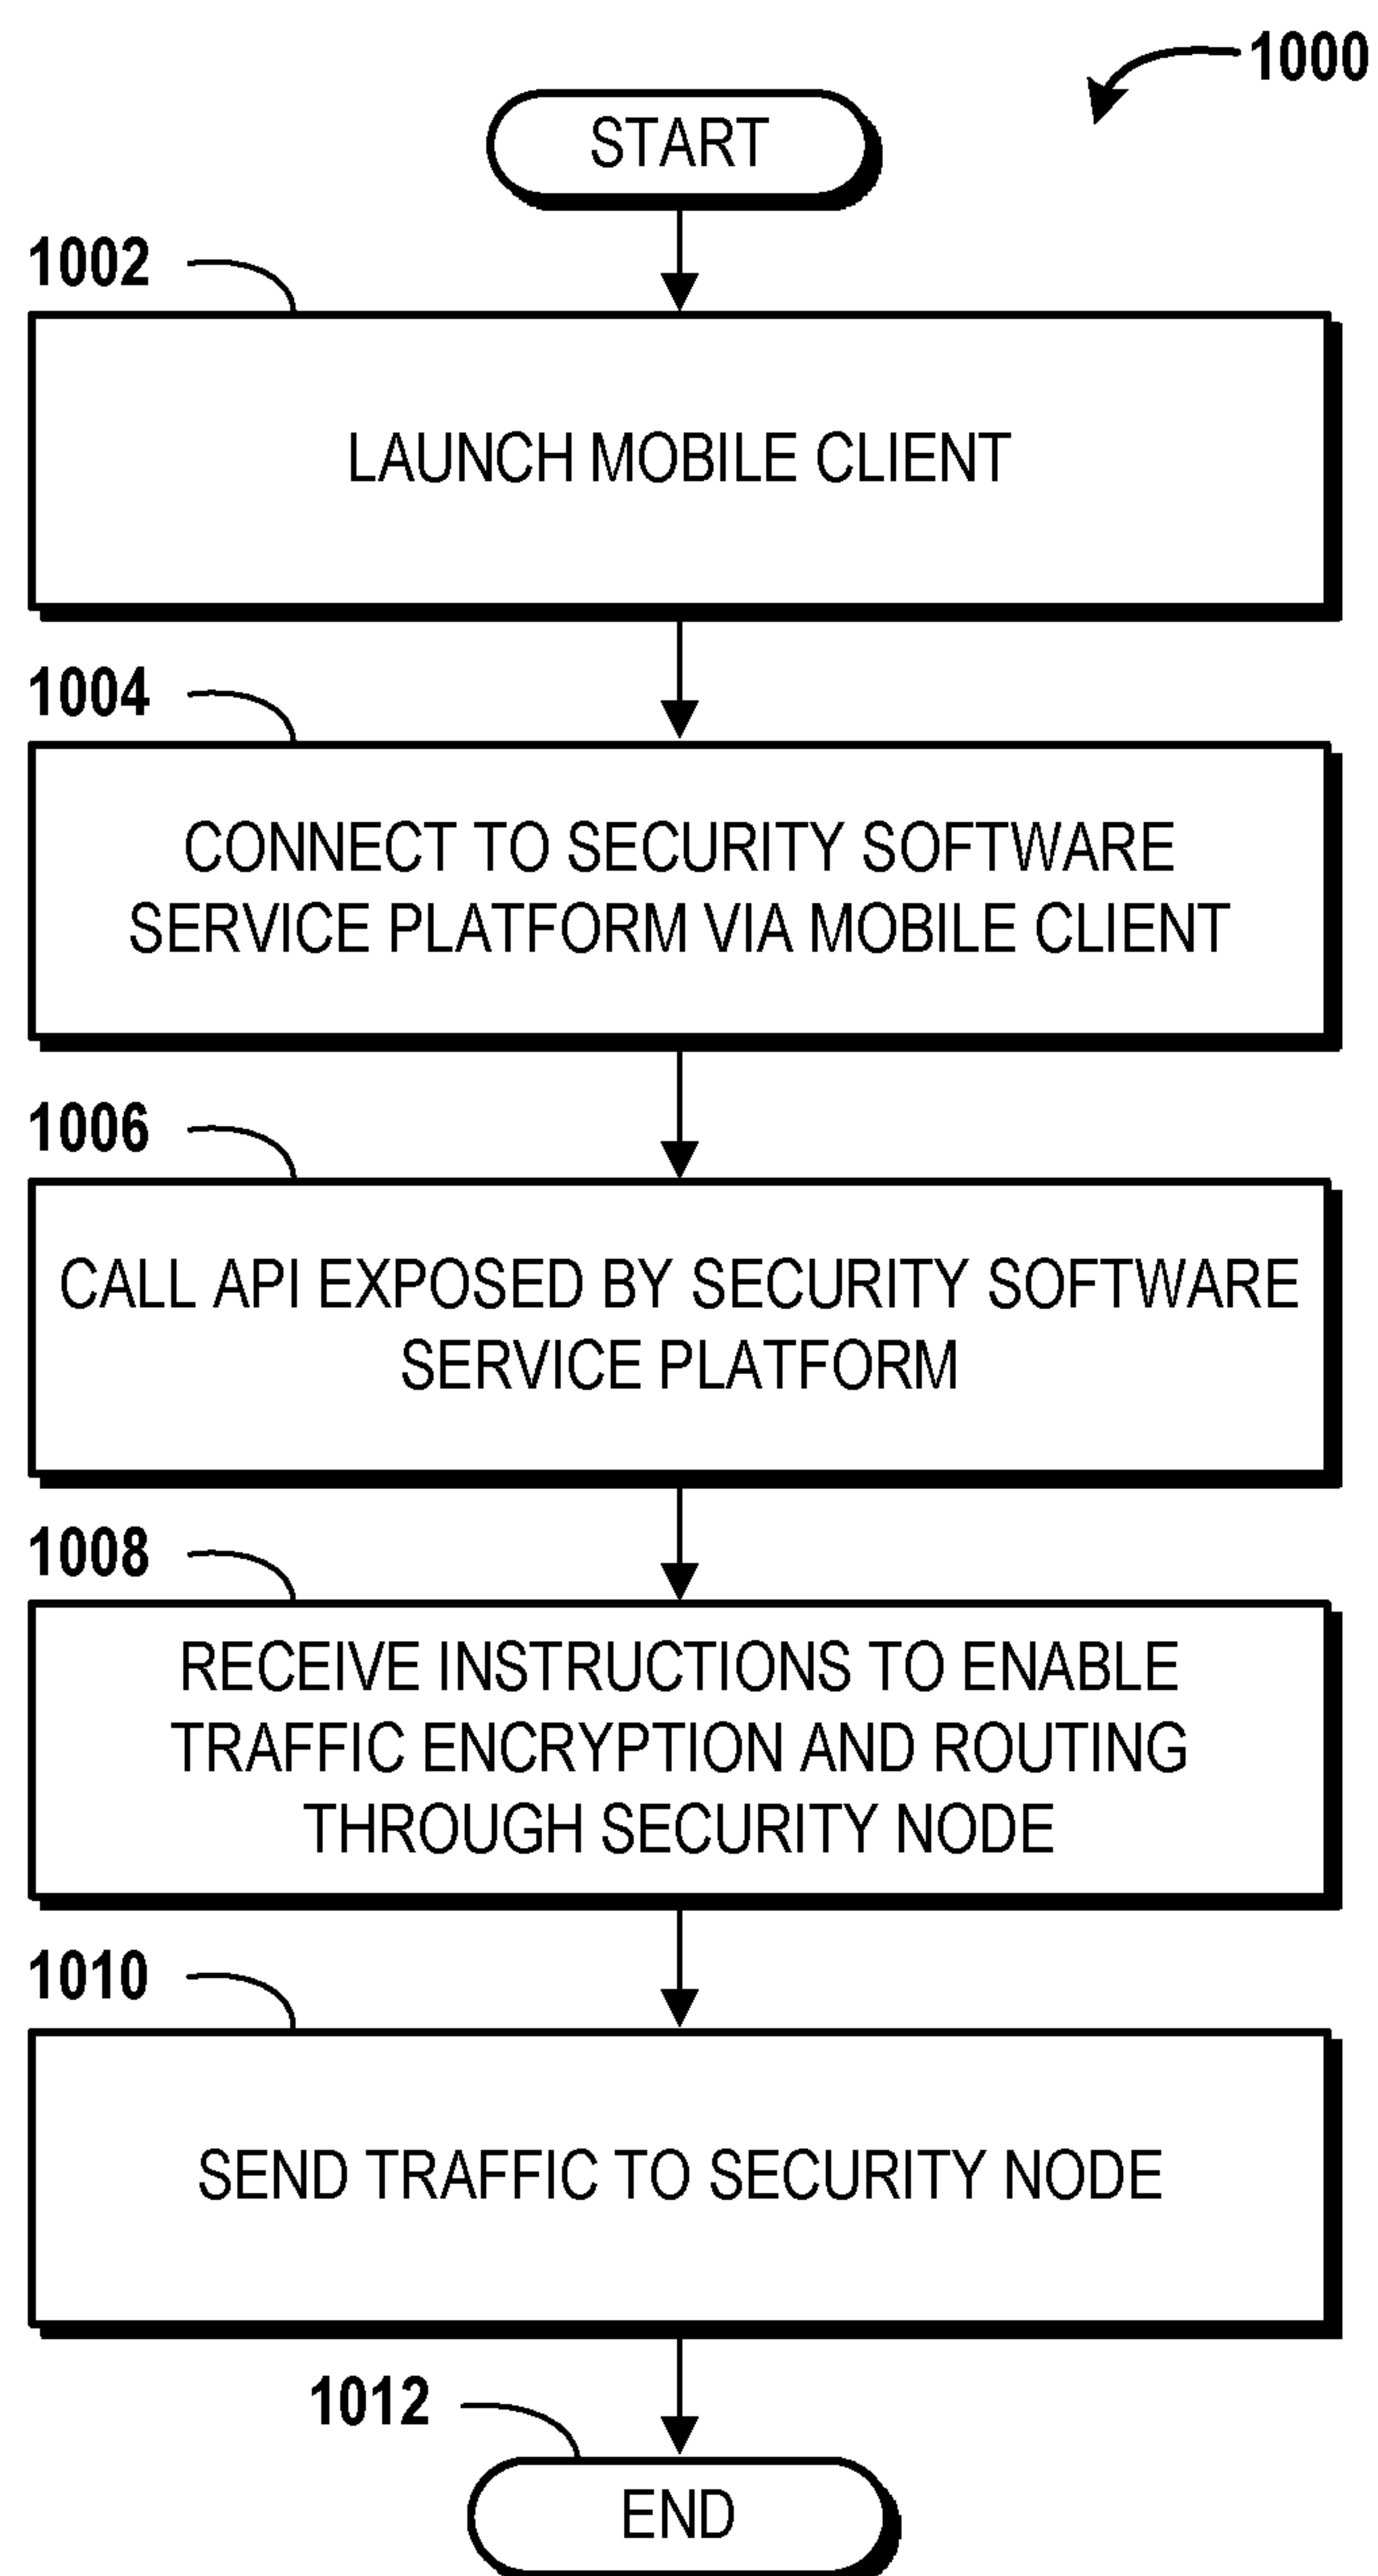 1000
START
1002
LAUNCH MOBILE CLIENT
1004
CONNECT TO SECURITY SOFTWARE
SERVICE PLATFORM VIA MOBILE CLIENT
1006
CALL API EXPOSED BY SECURITY SOFTWARE
SERVICE PLATFORM
1008
RECEIVE INSTRUCTIONS TO ENABLE
TRAFFIC ENCRYPTION AND ROUTING
THROUGH SECURITY NODE
1010
SEND TRAFFIC TO SECURITY NODE
1012
END